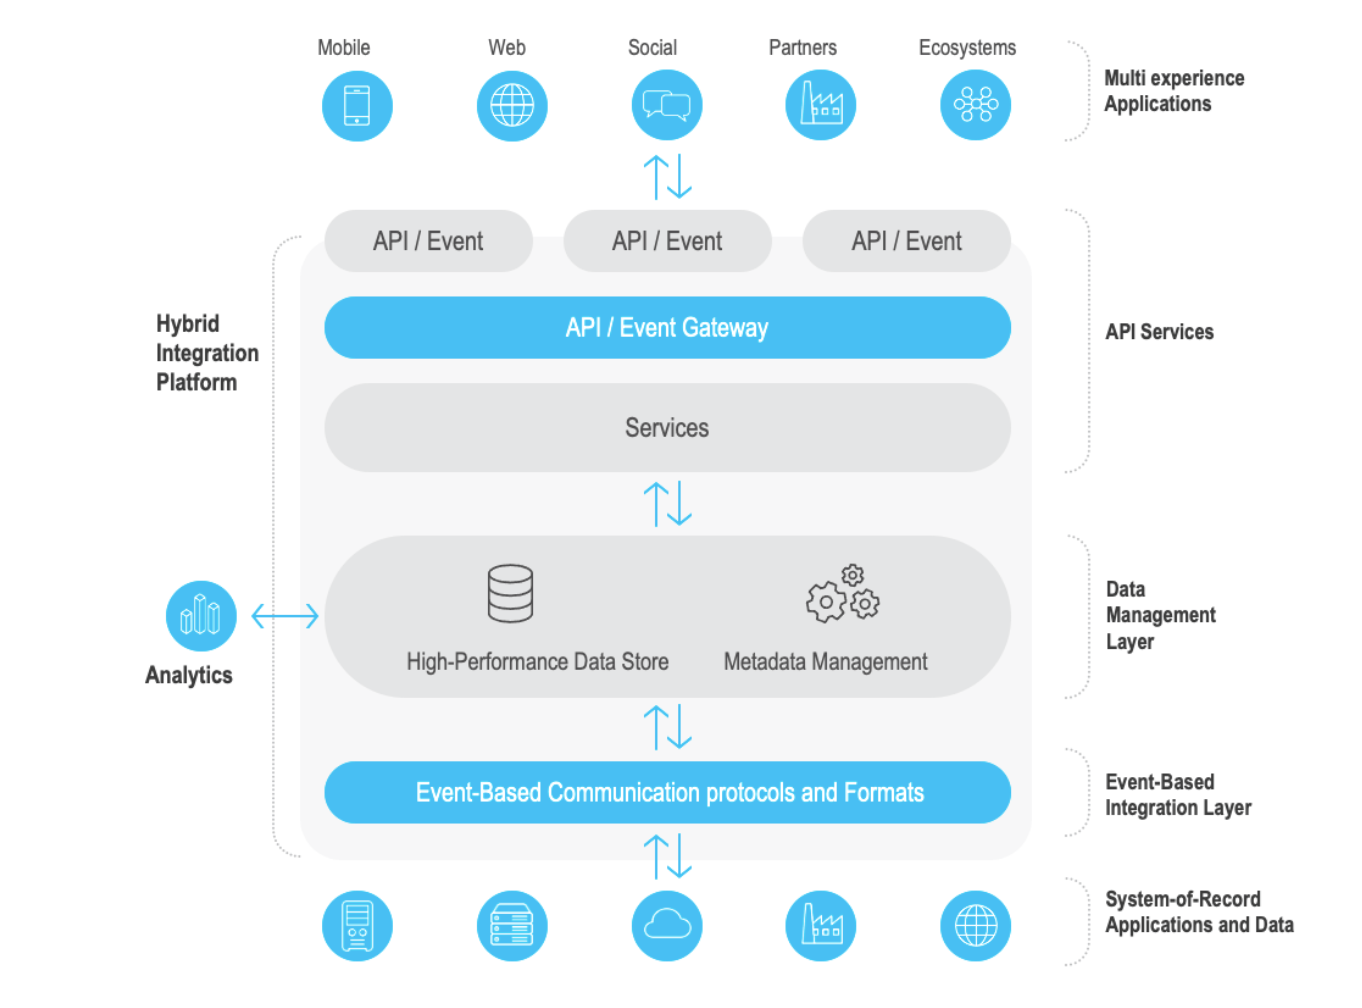 Mobile
Web
Social
Partners
Ecosystems
Multi experience
Applications
API / Event
API / Event
API / Event
API / Event Gateway
Services
API Services
Hybrid
Integration
Platform
High-Performance Data Store
Metadata Management
Data
Management
Layer
Analytics
Event-Based Communication protocols and Formats
Event-Based
Integration Layer
System-of-Record
Applications and Data